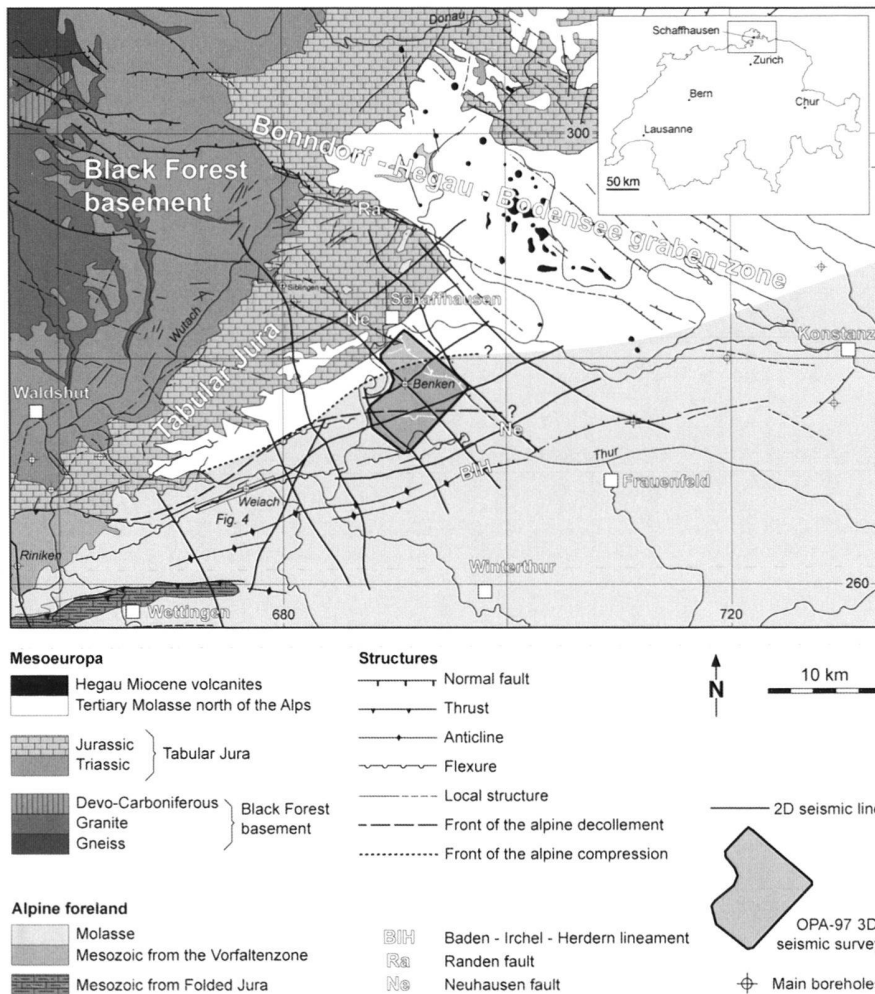 Donau
Schaffhausen
Zurich
Bern
Chur
Lausanne
50 km
300
Black Forest
basement
Bonndorf - Hegau - Bodensee graben-zone
Ra
Siblingen
Schaffhausen
Ne
Wutach
Konstanz
?
Benken
Tabular Jura
Waldshut
?
Ne
BIH
Thur
Frauenfeld
Weiach
Fig. 4
Riniken
Winterthur
260
Wettingen
680
720
Mesoeuropa
Hegau Miocene volcanites
Tertiary Molasse north of the Alps
Jurassic
Triassic
Tabular Jura
Devo-Carboniferous
Granite
Gneiss
Black Forest
basement
Alpine foreland
Molasse
Mesozoic from the Vorfaltenzone
Mesozoic from Folded Jura
Structures
Normal fault
Thrust
Anticline
Flexure
Local structure
Front of the alpine decollement
Front of the alpine compression
BIH Baden - Irchel - Herdern lineament
Ra Randen fault
Ne Neuhausen fault
N
10 km
2D seismic line
OPA-97 3D
seismic surve
Main borehole